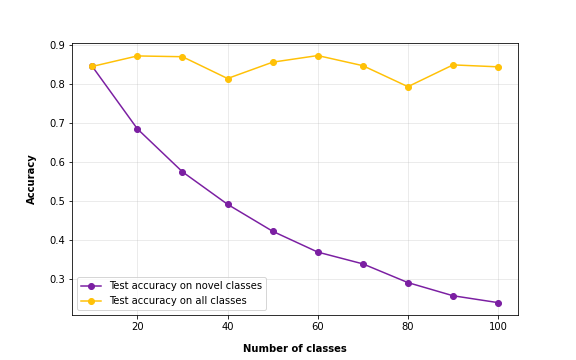 0.9
0.8
0.7
0.6
0.5
0.4
0.3
Accuracy
Test accuracy on novel classes
Test accuracy on all classes
20 40 60 80 100
Number of classes